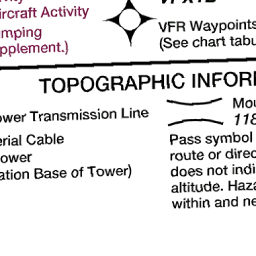 ircraft Activity
VFR Waypoints
(See chart tabu
umping
pplement.)
TOPOGRAPHIC INFOR
ower Transmission Line
erial Cable
ower
ation Base of Tower)
Mou
118
Pass symbol
route or direc
does not indi
altitude. Haza
within and ne